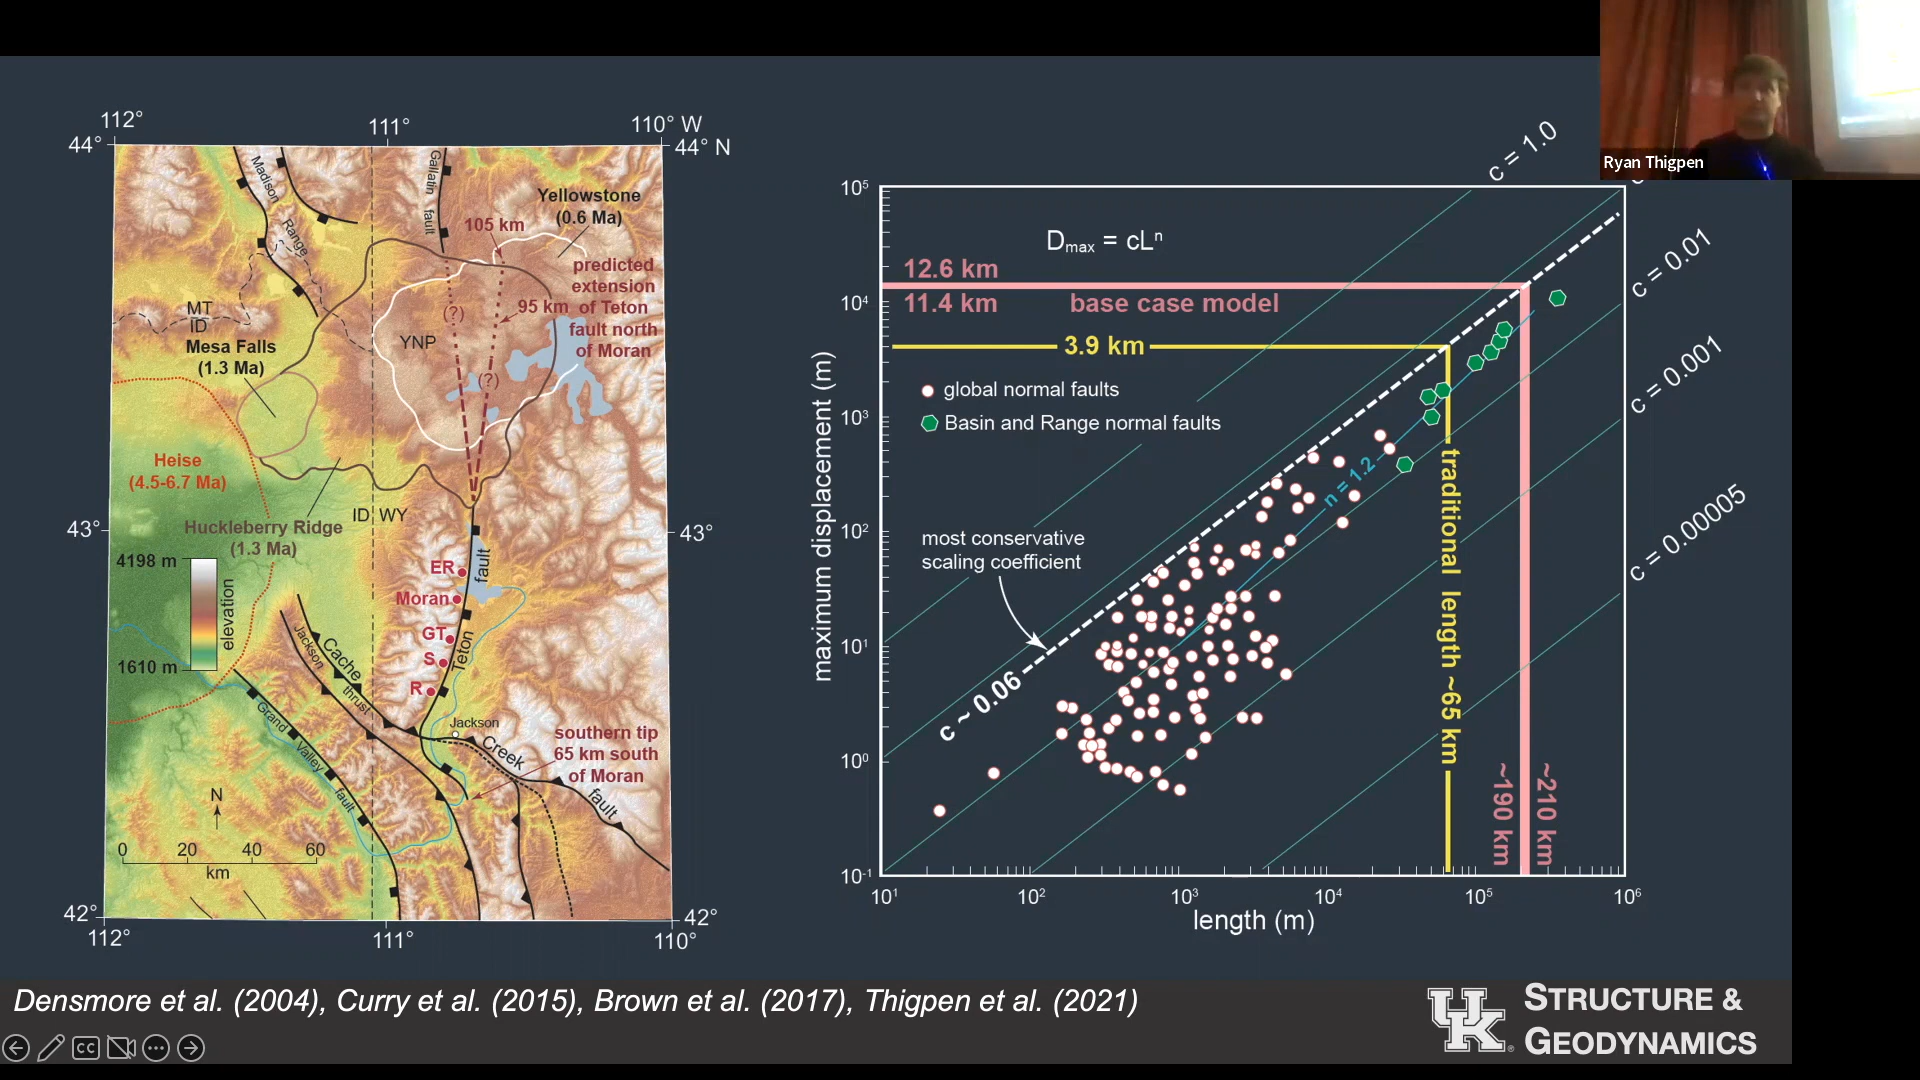 Ryan Thigpen
112°
111°
110° W
44°
44° N
Madison
Range
Gallatin
fault
Yellowstone
(0.6 Ma)
105 km
predicted
extension
of Teton
fault north
of Moran
95 km
(?)
(?)
YNP
MT
ID
Mesa Falls
(1.3 Ma)
Heise
(4.5-6.7 Ma)
Huckleberry Ridge
(1.3 Ma)
ID
WY
43°
43°
4198 m
elevation
1610 m
ER
Moran
GT
S
R
Teton
fault
Jackson
Cache
Creek
fault
Jackson
thrust
Grand
Valley
fault
southern tip
65 km south
of Moran
N
0 20 40 60
km
42°
42°
112°
111°
110°
c = 1.0
c = 0.01
c = 0.001
c = 0.00005
Dmax = cLⁿ
12.6 km
11.4 km
base case model
3.9 km
global normal faults
Basin and Range normal faults
n = 1.2
most conservative
scaling coefficient
c ~ 0.06
traditional length ~65 km
~190 km
~210 km
maximum displacement (m)
10⁵
10⁴
10³
10²
10¹
10⁰
10⁻¹
10¹ 10² 10³ 10⁴ 10⁵ 10⁶
length (m)
Densmore et al. (2004), Curry et al. (2015), Brown et al. (2017), Thigpen et al. (2021)
UK
STRUCTURE &
GEODYNAMICS
CC